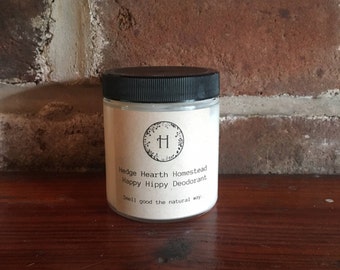 H
Hedge Hearth Homestead
Happy Hippy Deodorant
Smell good the natural way.